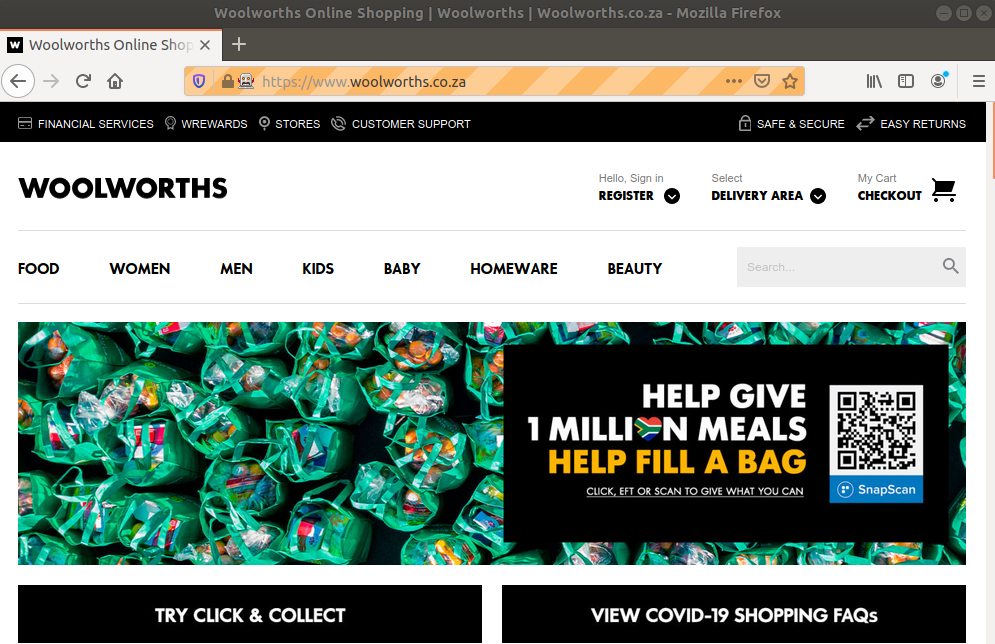 Woolworths Online Shopping | Woolworths | Woolworths.co.za - Mozilla Firefox
W Woolworths Online Shop
https://www.woolworths.co.za
FINANCIAL SERVICES WREWARDS STORES CUSTOMER SUPPORT SAFE & SECURE EASY RETURNS
Hello, Sign in Select My Cart
WOOLWORTHS REGISTER DELIVERY AREA CHECKOUT
FOOD WOMEN MEN KIDS BABY HOMEWARE BEAUTY Search...
HELP GIVE
1 MILLION MEALS
HELP FILL A BAG
CLICK, EFT OR SCAN TO GIVE WHAT YOU CAN
SnapScan
TRY CLICK & COLLECT VIEW COVID-19 SHOPPING FAQs